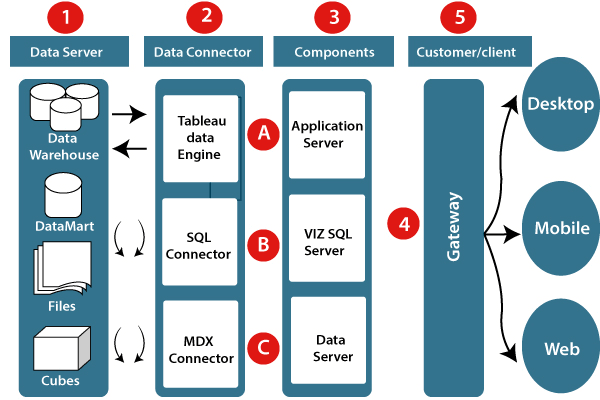 1
2
3
5
Data Server
Data Connector
Components
Customer/client
Data
Warehouse
DataMart
Files
Cubes
Tableau
data
Engine
SQL
Connector
MDX
Connector
A
B
C
Application
Server
VIZ SQL
Server
Data
Server
4
Gateway
Desktop
Mobile
Web